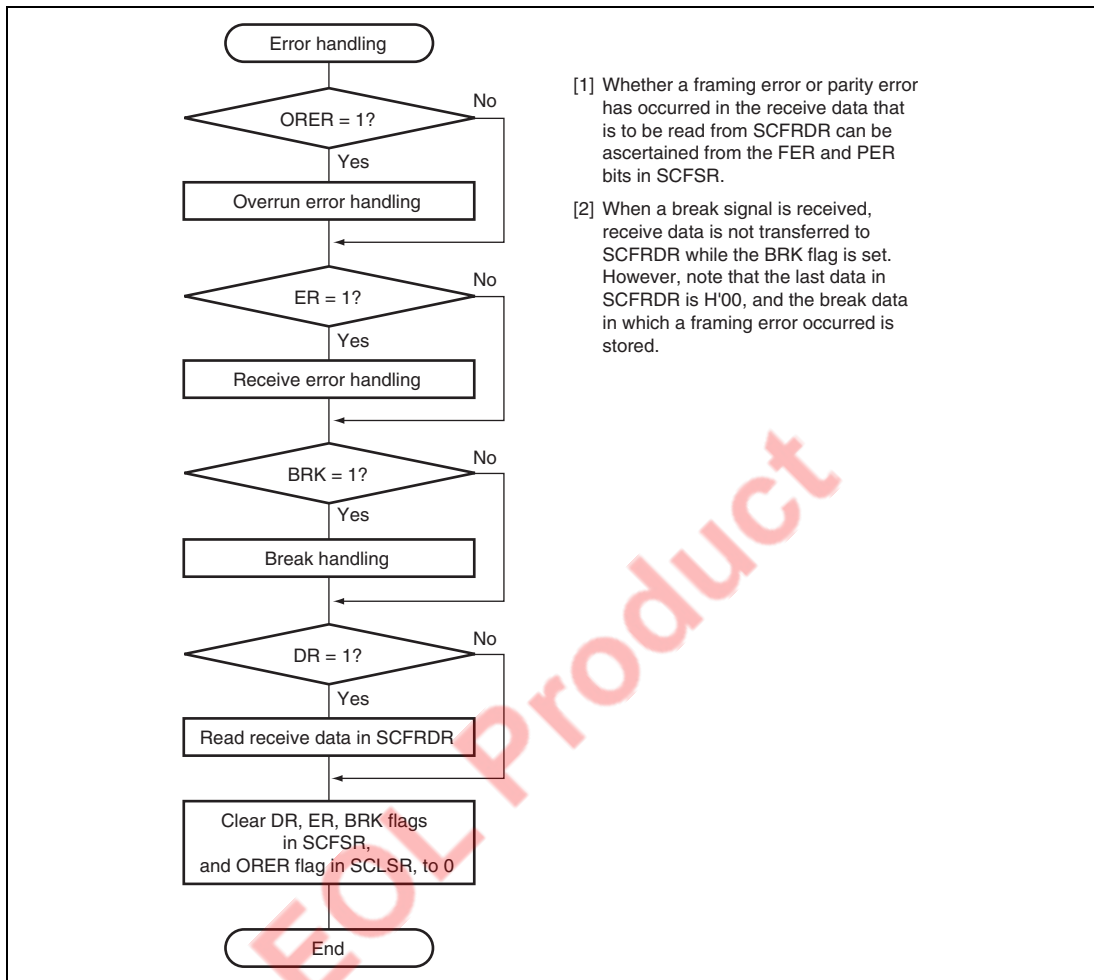 Error handling
ORER = 1?
No
Yes
Overrun error handling
ER = 1?
No
Yes
Receive error handling
BRK = 1?
No
Yes
Break handling
DR = 1?
No
Yes
Read receive data in SCFRDR
Clear DR, ER, BRK flags
in SCFSR,
and ORER flag in SCLSR, to 0
End
[1] Whether a framing error or parity error
has occurred in the receive data that
is to be read from SCFRDR can be
ascertained from the FER and PER
bits in SCFSR.
[2] When a break signal is received,
receive data is not transferred to
SCFRDR while the BRK flag is set.
However, note that the last data in
SCFRDR is H'00, and the break data
in which a framing error occurred is
stored.
EOL Product